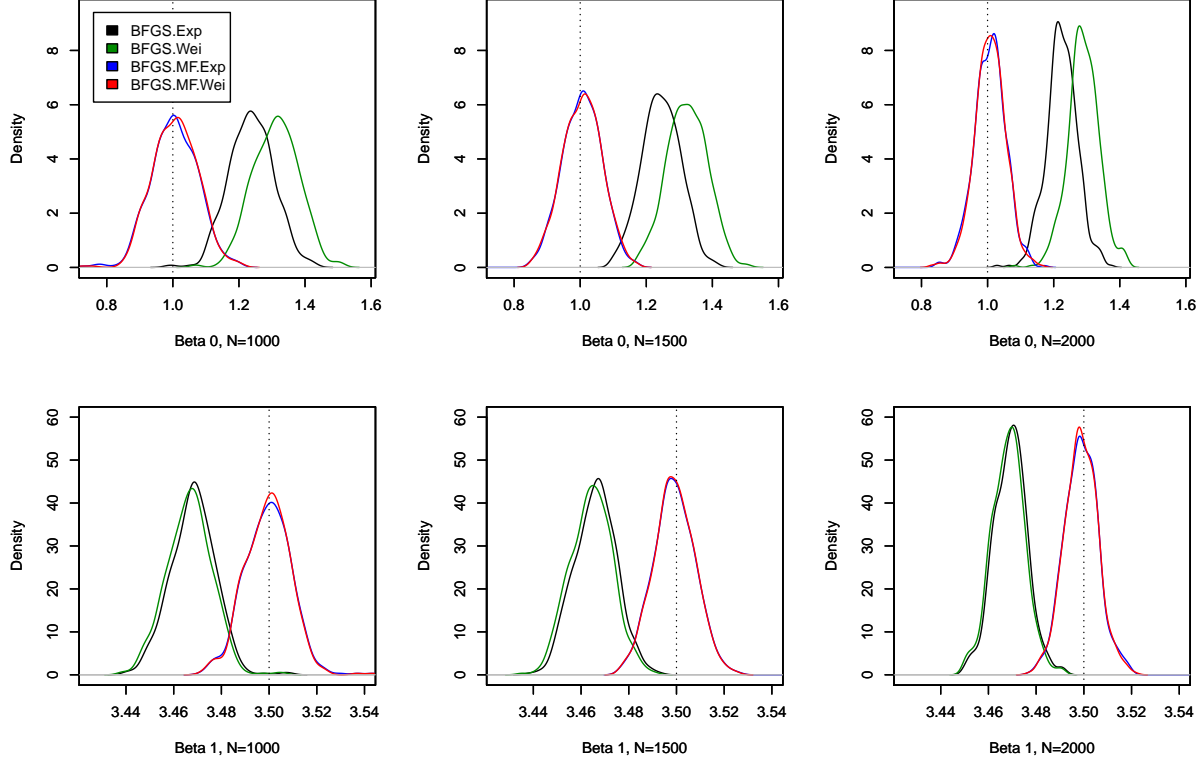 BFGS.Exp
BFGS.Wei
BFGS.MF.Exp
BFGS.MF.Wei
Density
0 2 4 6 8
0.8 1.0 1.2 1.4 1.6
Beta 0, N=1000
Density
0 2 4 6 8
0.8 1.0 1.2 1.4 1.6
Beta 0, N=1500
Density
0 2 4 6 8
0.8 1.0 1.2 1.4 1.6
Beta 0, N=2000
Density
0 10 20 30 40 50 60
3.44 3.46 3.48 3.50 3.52 3.54
Beta 1, N=1000
Density
0 10 20 30 40 50 60
3.44 3.46 3.48 3.50 3.52 3.54
Beta 1, N=1500
Density
0 10 20 30 40 50 60
3.44 3.46 3.48 3.50 3.52 3.54
Beta 1, N=2000